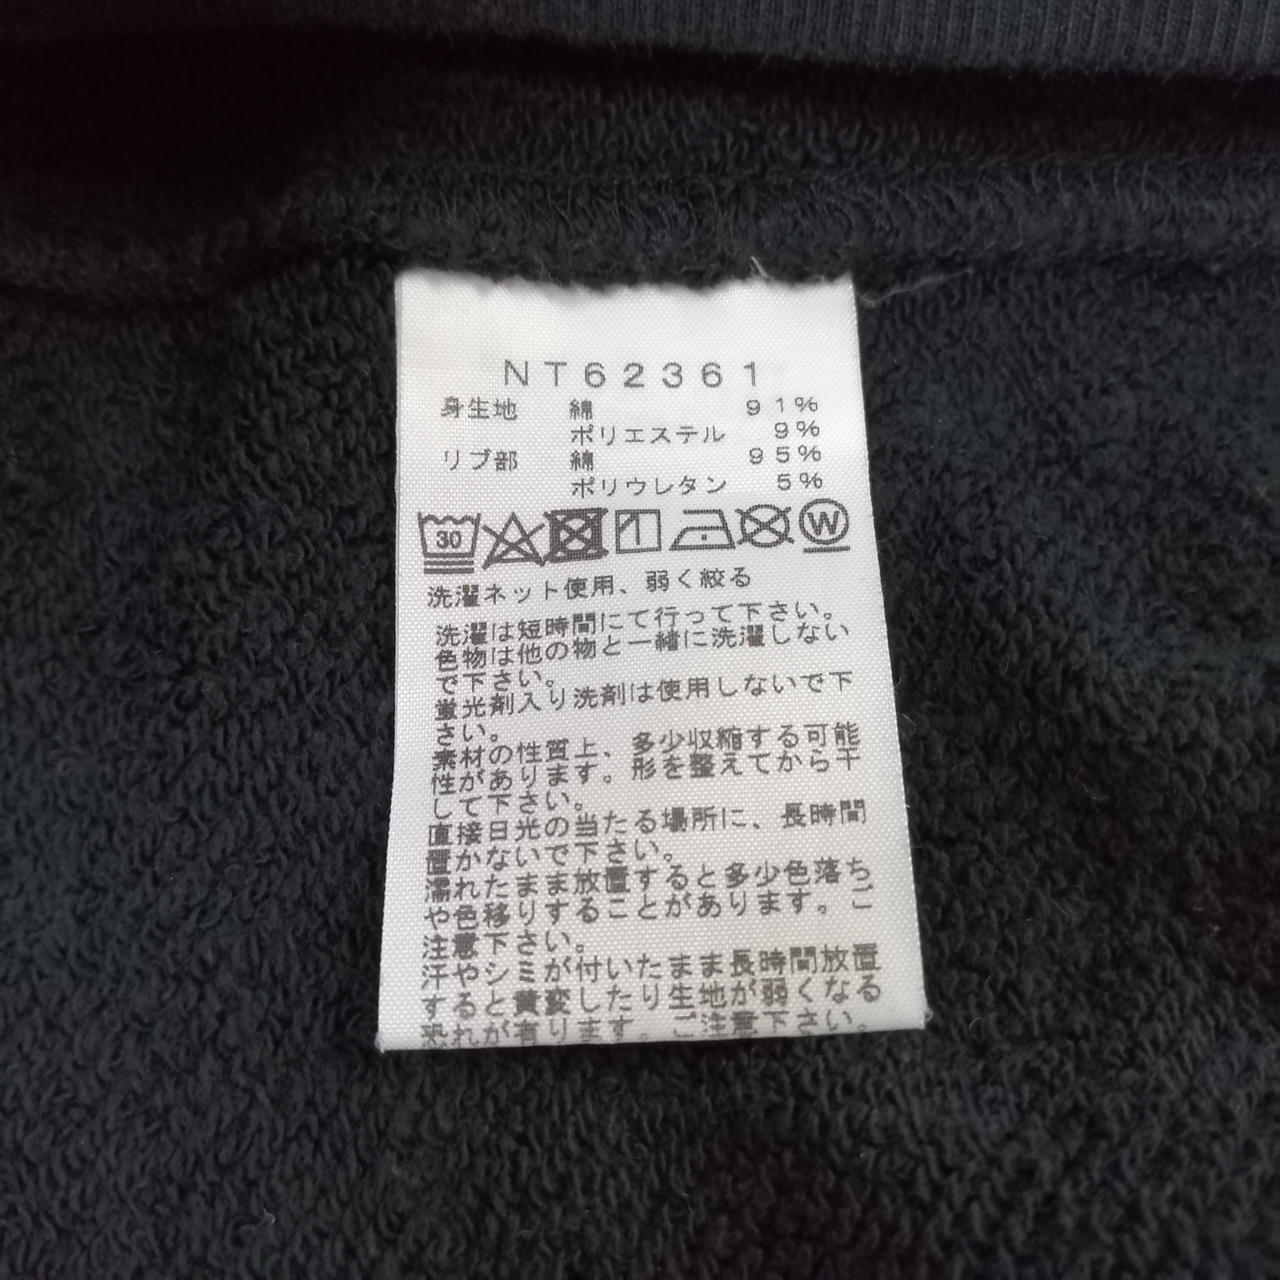 NT62361
身生地 綿 91%
ポリエステル 9%
リブ部 綿 95%
ポリウレタン 5%
30 W
洗濯ネット使用、弱く絞る
洗濯は短時間にて行って下さい。
色物は他の物と一緒に洗濯しない
で下さい。
蛍光剤入り洗剤は使用しないで下
さい。
素材の性質上、多少収縮する可能
性があります。形を整えてから干
して下さい。
直接日光の当たる場所に、長時間
置かないで下さい。
濡れたまま放置すると多少色落ち
や色移りすることがあります。ご
注意下さい。
汗やシミが付いたまま長時間放置
すると黄変したり生地が弱くなる
恐れが有ります。ご注意下さい。